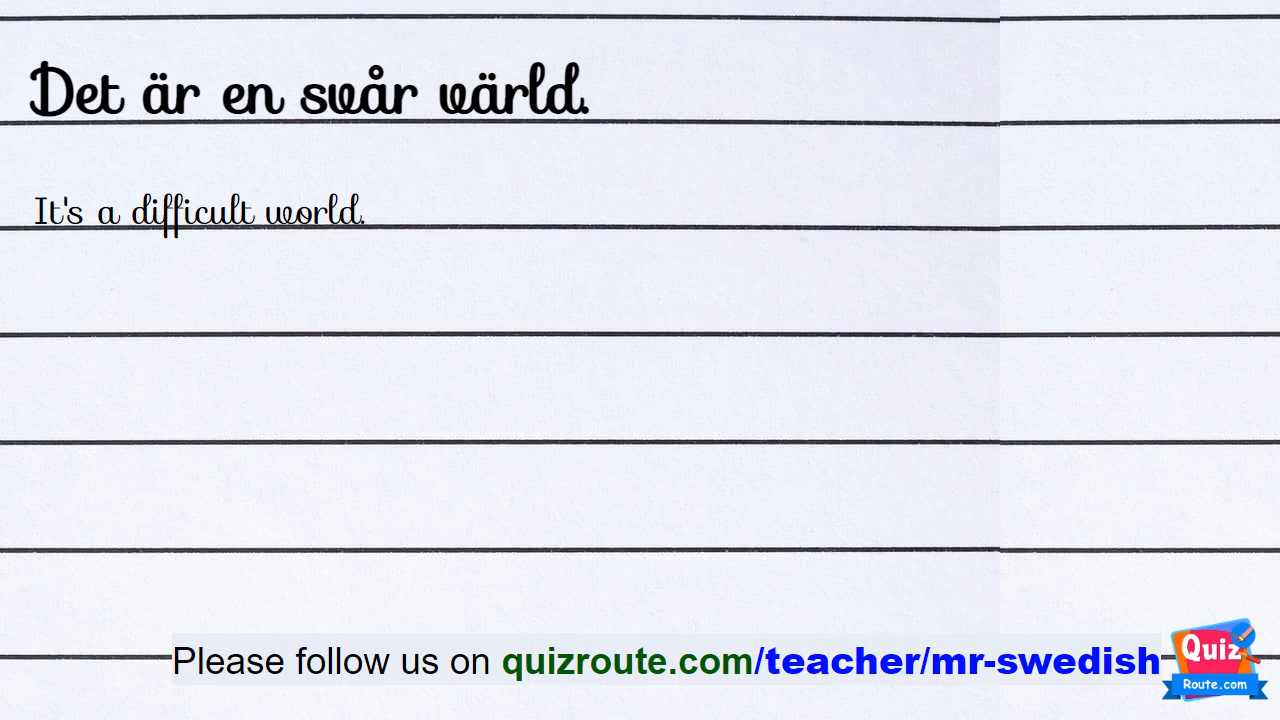 Det är en svår värld.
It's a difficult world.
Please follow us on quizroute.com/teacher/mr-swedish
Quiz
Route.com